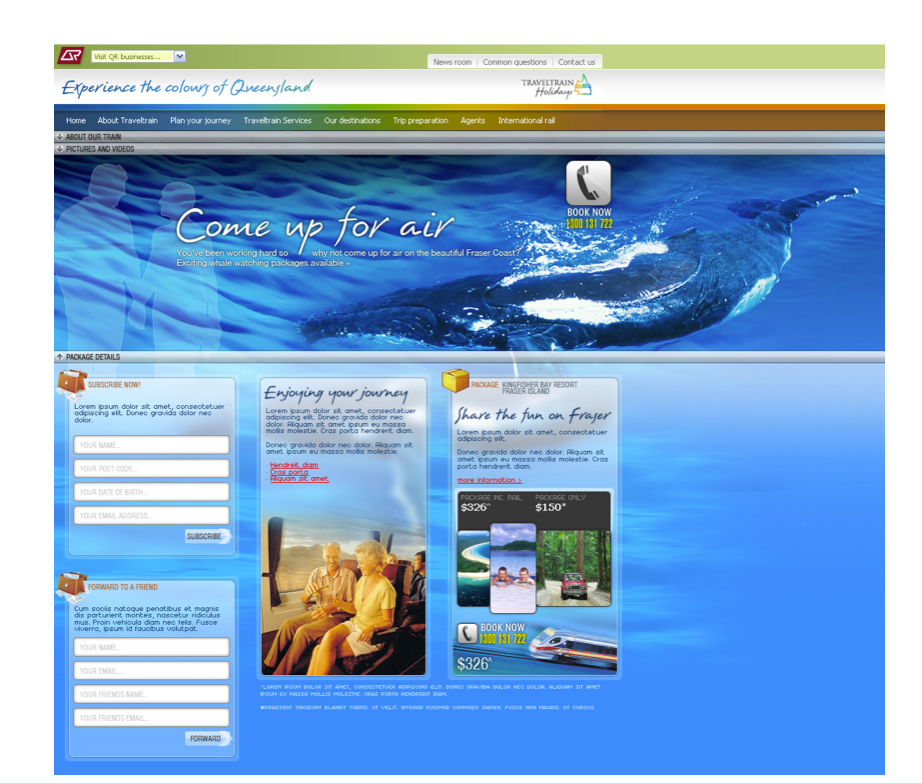 QR
Visit QR businesses...
News room | Common questions | Contact us
Experience the colours of Queensland
TRAVELTRAIN
Holidays
Home About Traveltrain Plan your journey Traveltrain Services Our destinations Trip preparation Agents International rail
ABOUT OUR TRAIN
PICTURES AND VIDEOS
BOOK NOW
1300 131 722
Come up for air
You've been working hard so why not come up for air on the beautiful Fraser Coast?
Exciting whale watching packages available »
PACKAGE DETAILS
SUBSCRIBE NOW!
Lorem ipsum dolor sit amet, consectetuer
adipiscing elit. Donec gravida dolor nec
dolor.
YOUR NAME...
YOUR POST CODE...
YOUR DATE OF BIRTH...
YOUR EMAIL ADDRESS...
SUBSCRIBE
FORWARD TO A FRIEND
Cum sociis natoque penatibus et magnis
dis parturient montes, nascetur ridiculus
mus. Proin vehicula diam nec felis. Fusce
viverra, ipsum id faucibus volutpat.
YOUR NAME...
YOUR EMAIL...
YOUR FRIENDS NAME...
YOUR FRIENDS EMAIL...
FORWARD
Enjoying your journey
Lorem ipsum dolor sit amet, consectetuer
adipiscing elit. Donec gravida dolor nec
dolor. Aliquam sit amet ipsum eu massa
mollis molestie. Cras porta hendrerit diam.
Donec gravida dolor nec dolor. Aliquam sit
amet ipsum eu massa mollis molestie.
- Hendreit diam
- Cras porta
- Aliquam sit amet
PACKAGE KINGFISHER BAY RESORT
FRASER ISLAND
Share the fun on Fraser
Lorem ipsum dolor sit amet, consectetuer
adipiscing elit.
Donec gravida dolor nec dolor. Aliquam sit
amet ipsum eu massa mollis molestie. Cras
porta hendrerit diam.
more information >
PACKAGE INC. RAIL PACKAGE ONLY
$326^ $150*
BOOK NOW
1300 131 722
$326^
^LOREM IPSUM DOLOR SIT AMET, CONSECTETUER ADIPISCING ELIT. DONEC GRAVIDA DOLOR NEC DOLOR. ALIQUAM SIT AMET
IPSUM EU MASSA MOLLIS MOLESTIE. CRAS PORTA HENDRERIT DIAM.
*PRAESENT TINCIDUNT BLANDIT TURPIS. UT VELIT. INTEGER EUISMOD COMMODO SAPIEN. FUSCE NON MAURIS. UT CURSUS.